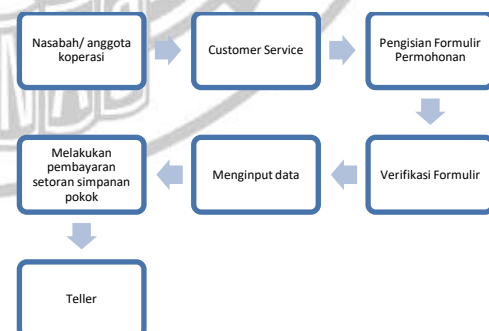 Nasabah/ anggota
koperasi
Customer Service
Pengisian Formulir
Permohonan
Verifikasi Formulir
Menginput data
Melakukan
pembayaran
setoran simpanan
pokok
Teller